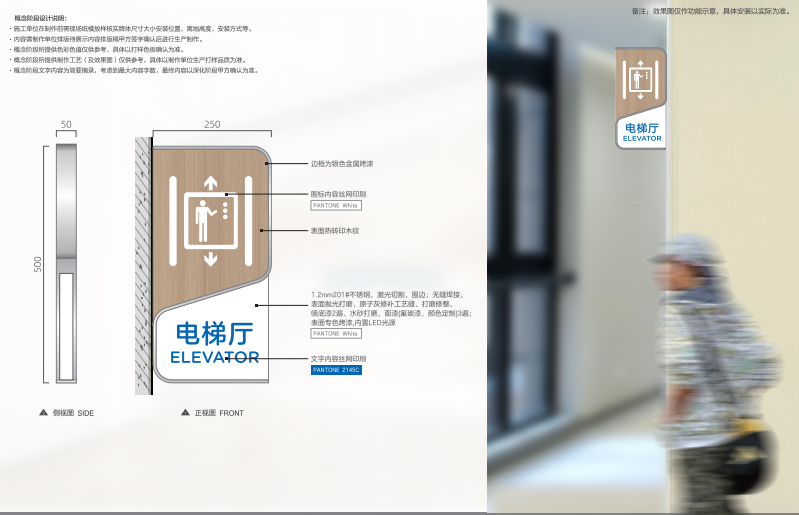 概念阶段设计说明：
· 施工单位在制作前需现场纸模放样核实牌体尺寸大小安装位置，离地高度、安装方式等。
· 内容需制作单位排版待展示内容排版稿甲方签字确认后进行生产制作。
· 概念阶段所提供色彩色值仅供参考，具体以打样色板确认为准。
· 概念阶段所提供制作工艺（及效果图）仅供参考，具体以制作单位生产打样品质为准。
· 概念阶段文字内容为简要摘录，考虑到最大内容字数，最终内容以深化阶段甲方确认为准。
备注：效果图仅作功能示意，具体安装以实际为准。
50
250
500
边框为银色金属烤漆
图标内容丝网印刷
PANTONE White
表面热转印木纹
1.2mm201#不锈钢，激光切割，围边；无缝焊接；
表面抛光打磨，原子灰修补工艺缝、打磨修整、
喷底漆2遍、水砂打磨、面漆(氟碳漆，颜色定制)3遍；
表面专色烤漆,内置LED光源
PANTONE White
文字内容丝网印刷
PANTONE 2145C
电梯厅
ELEVATOR
侧视图 SIDE
正视图 FRONT
电梯厅
ELEVATOR